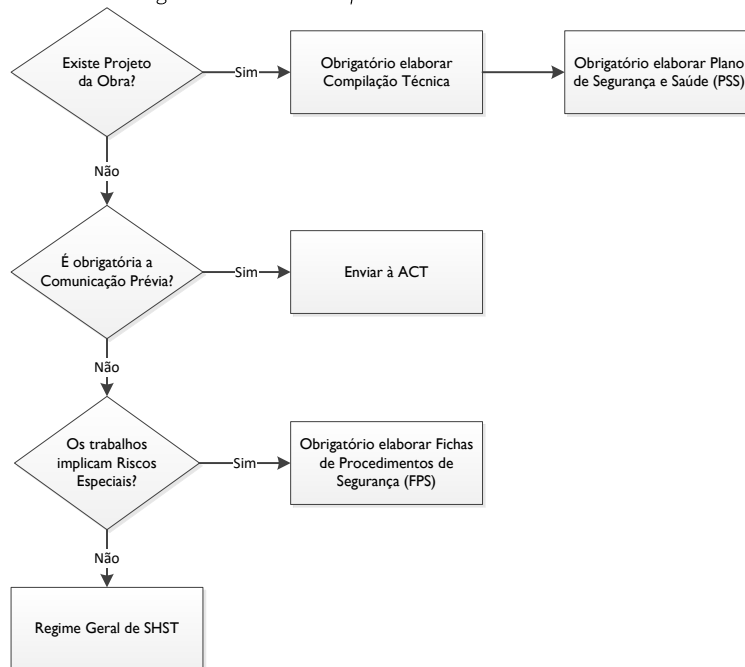 Existe Projeto
da Obra?
Sim
Obrigatório elaborar
Compilação Técnica
Obrigatório elaborar Plano
de Segurança e Saúde (PSS)
Não
É obrigatória a
Comunicação Prévia?
Sim
Enviar à ACT
Não
Os trabalhos
implicam Riscos
Especiais?
Sim
Obrigatório elaborar Fichas
de Procedimentos de
Segurança (FPS)
Não
Regime Geral de SHST